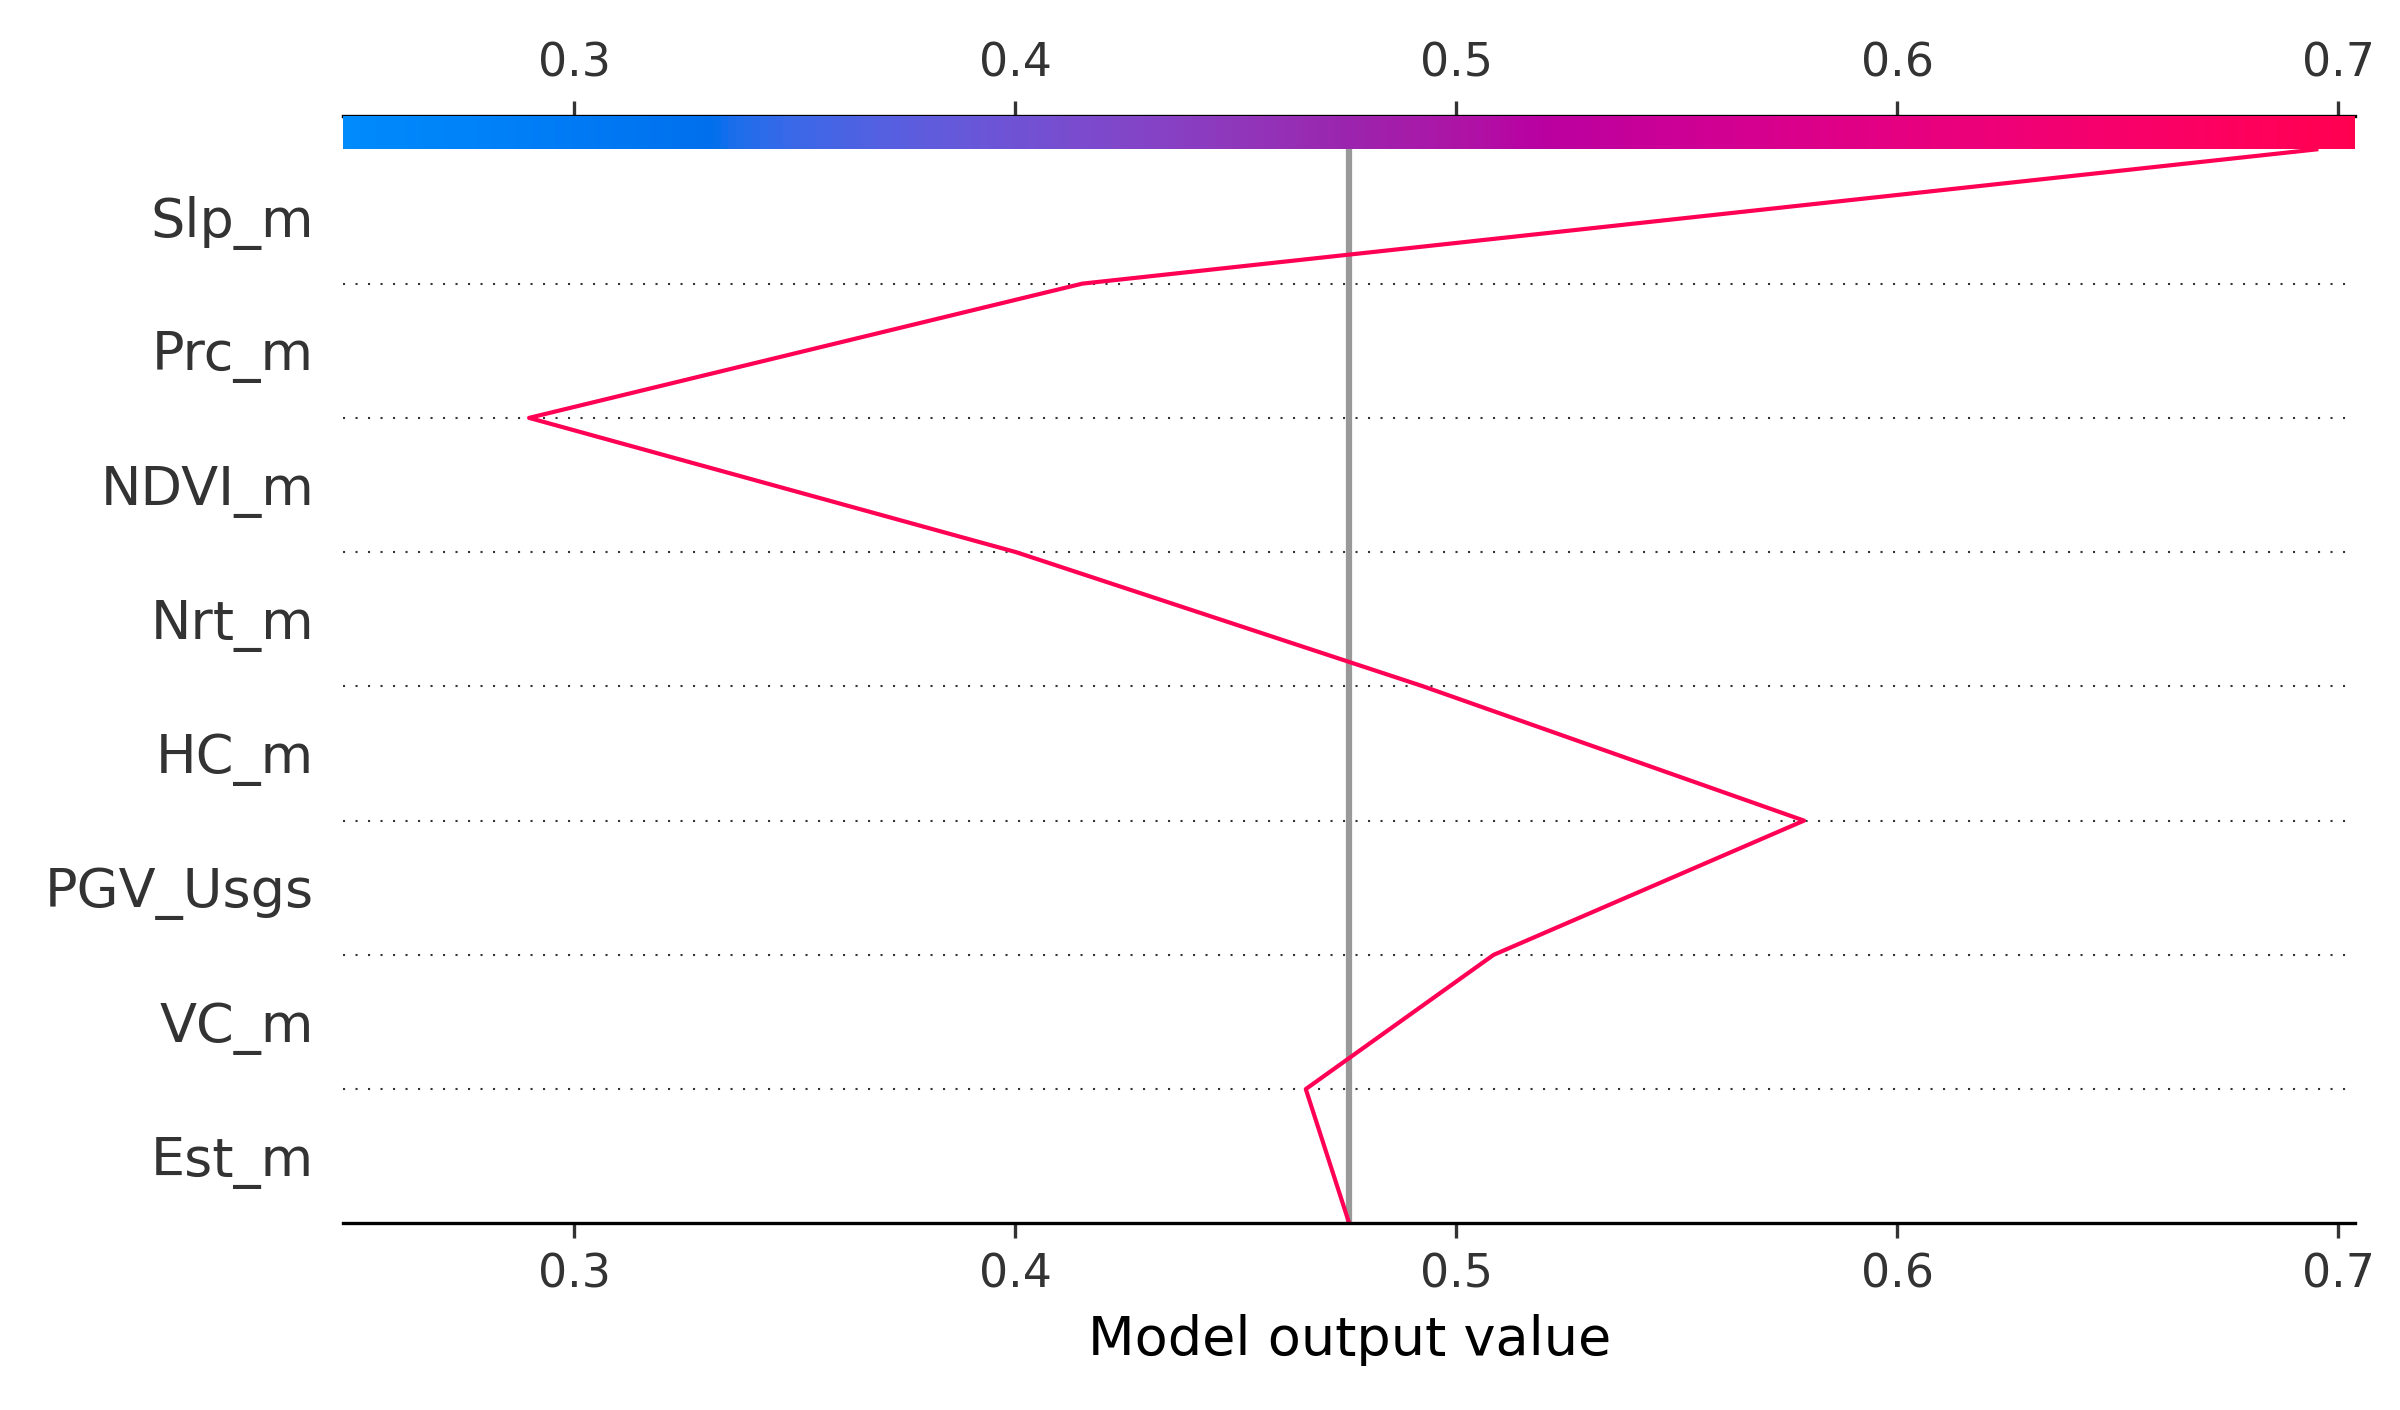 0.3 0.4 0.5 0.6 0.7
Slp_m
Prc_m
NDVI_m
Nrt_m
HC_m
PGV_Usgs
VC_m
Est_m
0.3 0.4 0.5 0.6 0.7
Model output value